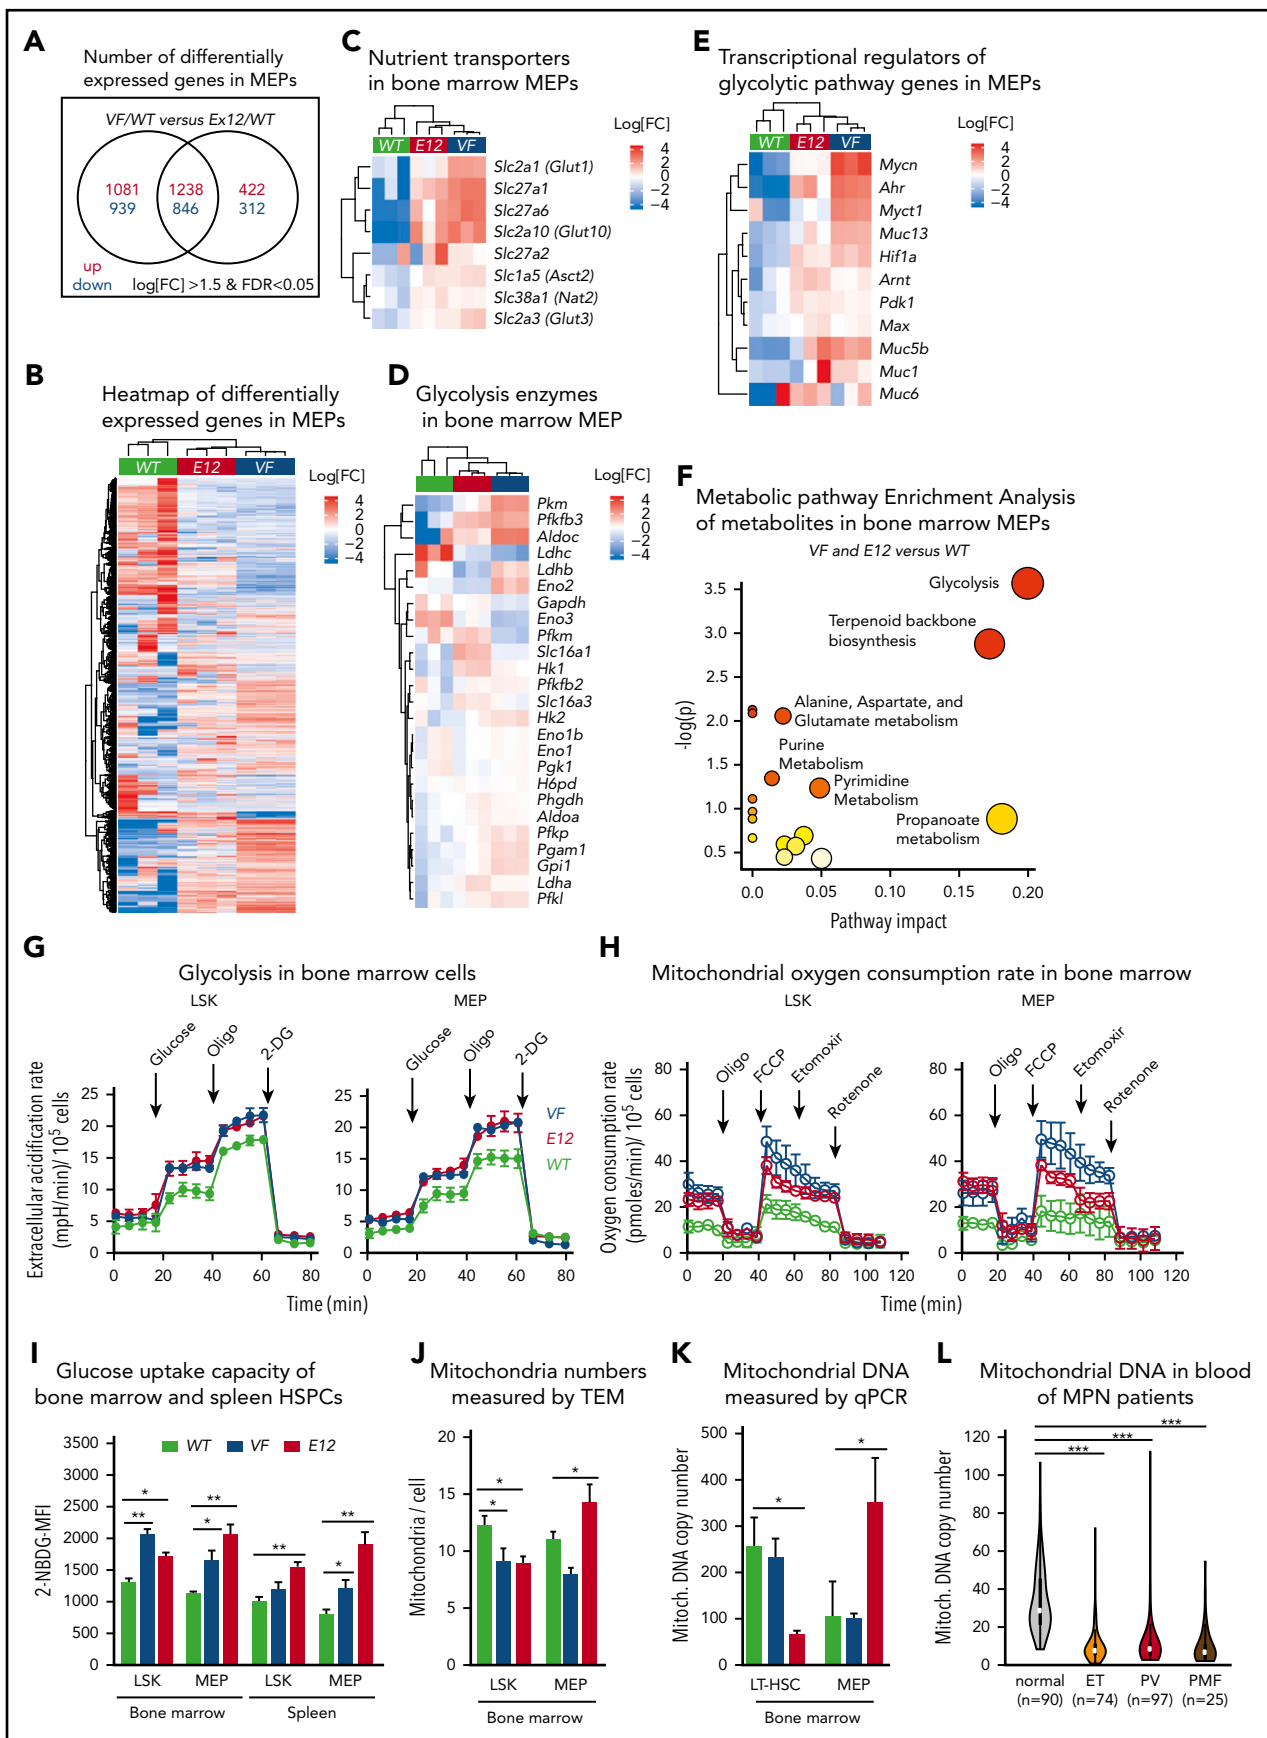 A
Number of differentially
expressed genes in MEPs
VF/WT versus Ex12/WT
1081
939
1238
846
422
312
up
down
log[FC] >1.5 & FDR<0.05
B
Heatmap of differentially
expressed genes in MEPs
WT E12 VF
Log[FC]
4
2
0
−2
−4
C
Nutrient transporters
in bone marrow MEPs
WT E12 VF
Log[FC]
4
2
0
−2
−4
Slc2a1 (Glut1)
Slc27a1
Slc27a6
Slc2a10 (Glut10)
Slc27a2
Slc1a5 (Asct2)
Slc38a1 (Nat2)
Slc2a3 (Glut3)
D
Glycolysis enzymes
in bone marrow MEP
Log[FC]
4
2
0
−2
−4
Pkm
Pfkfb3
Aldoc
Ldhc
Ldhb
Eno2
Gapdh
Eno3
Pfkm
Slc16a1
Hk1
Pfkfb2
Slc16a3
Hk2
Eno1b
Eno1
Pgk1
H6pd
Phgdh
Aldoa
Pfkp
Pgam1
Gpi1
Ldha
Pfkl
E
Transcriptional regulators of
glycolytic pathway genes in MEPs
WT E12 VF
Log[FC]
4
2
0
−2
−4
Mycn
Ahr
Myct1
Muc13
Hif1a
Arnt
Pdk1
Max
Muc5b
Muc1
Muc6
F
Metabolic pathway Enrichment Analysis
of metabolites in bone marrow MEPs
VF and E12 versus WT
-log(p)
3.5
3.0
2.5
2.0
1.5
1.0
0.5
Glycolysis
Terpenoid backbone
biosynthesis
Alanine, Aspartate, and
Glutamate metabolism
Purine
Metabolism
Pyrimidine
Metabolism
Propanoate
metabolism
0.0 0.05 0.10 0.15 0.20
Pathway impact
G
Glycolysis in bone marrow cells
LSK
MEP
Extracellular acidification rate
(mpH/min)/ 10⁵ cells
Glucose
Oligo
2-DG
25
20
15
10
5
0
0 20 40 60 80
Glucose
Oligo
2-DG
25
20
15
10
5
0
0 20 40 60 80
VF
E12
WT
Time (min)
H
Mitochondrial oxygen consumption rate in bone marrow
LSK
MEP
Oxygen consumption rate
(pmoles/min)/ 10⁵ cells
Oligo
FCCP
Etomoxir
Rotenone
80
60
40
20
0
0 20 40 60 80 100 120
Oligo
FCCP
Etomoxir
Rotenone
80
60
40
20
0
0 20 40 60 80 100 120
Time (min)
I
Glucose uptake capacity of
bone marrow and spleen HSPCs
WT VF E12
2-NBDG-MFI
3500
3000
2500
2000
1500
1000
500
0
*
**
**
*
**
**
*
LSK MEP LSK MEP
Bone marrow Spleen
J
Mitochondria numbers
measured by TEM
Mitochondria / cell
20
15
10
5
0
*
*
*
LSK MEP
Bone marrow
K
Mitochondrial DNA
measured by qPCR
Mitoch. DNA copy number
500
400
300
200
100
0
*
*
LT-HSC MEP
Bone marrow
L
Mitochondrial DNA in blood
of MPN patients
Mitoch. DNA copy number
120
100
80
60
40
20
0
***
***
***
normal ET PV PMF
(n=90) (n=74) (n=97) (n=25)